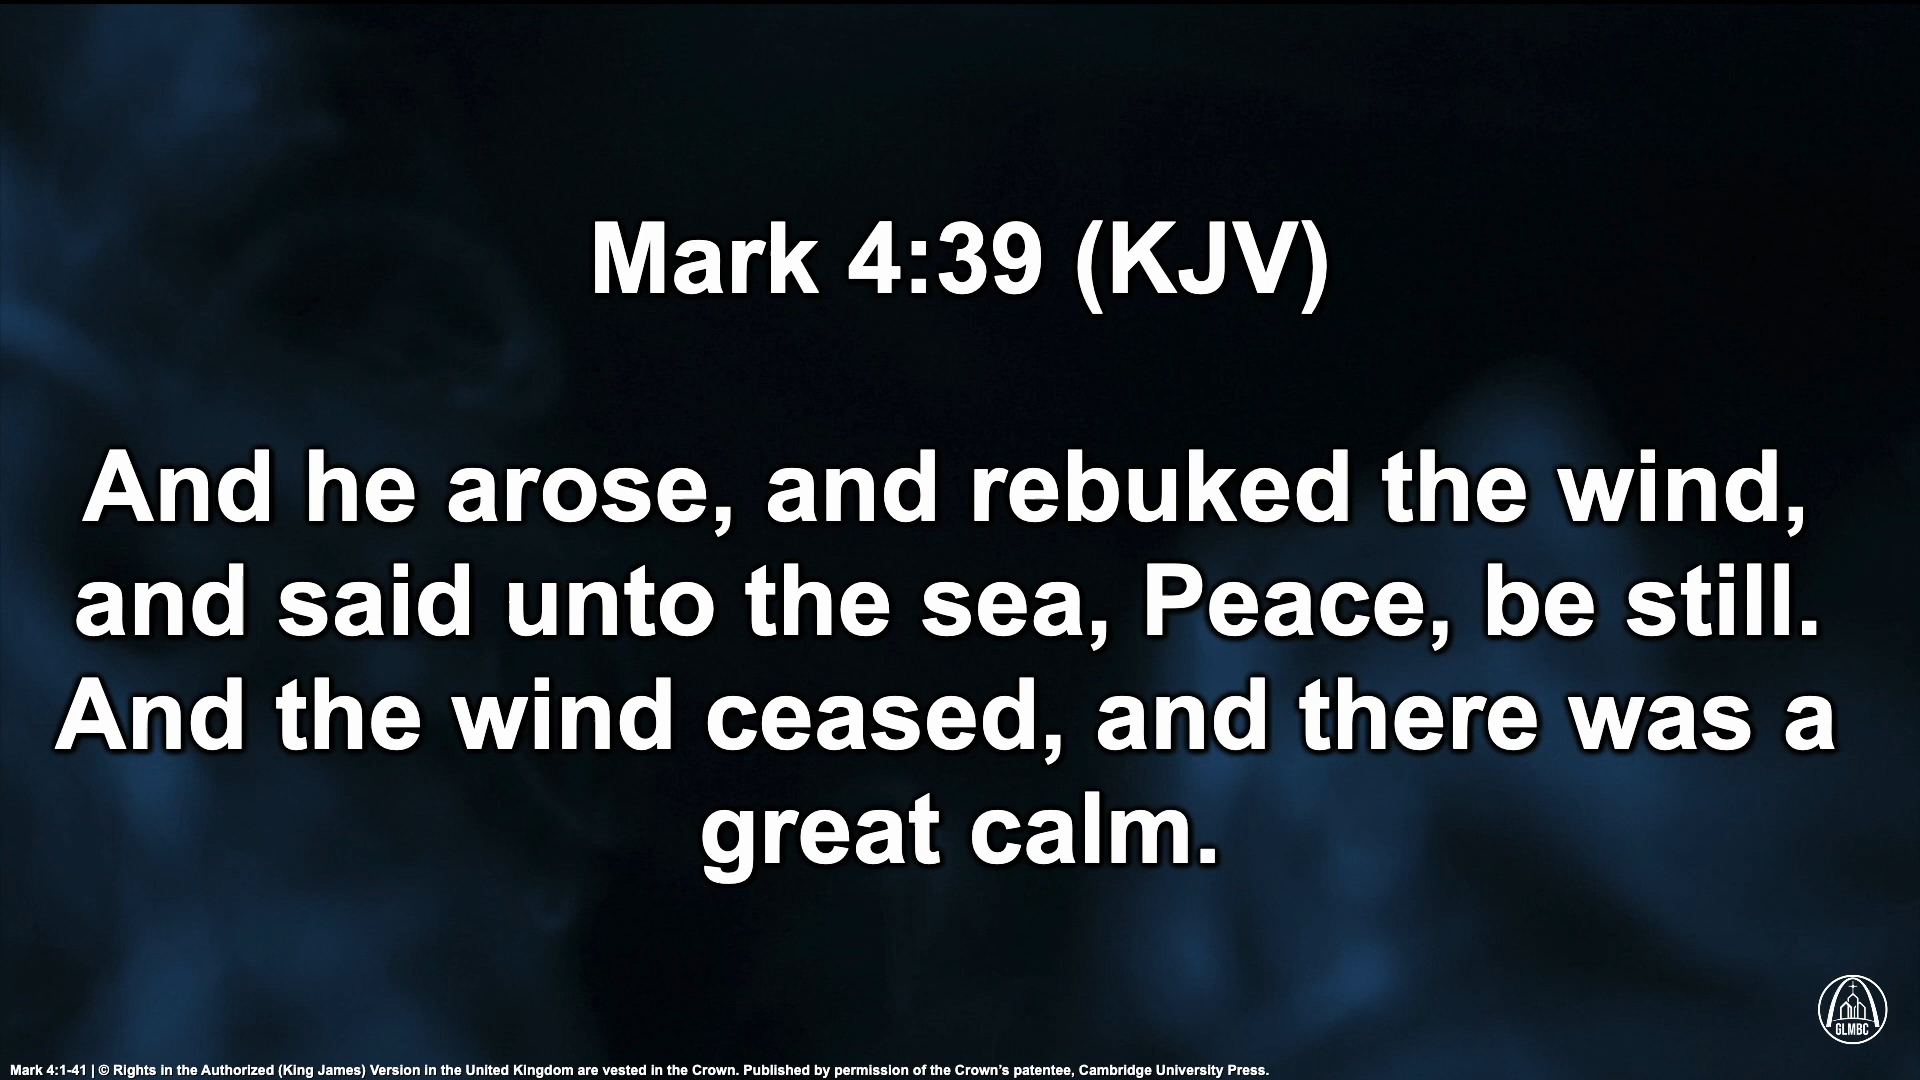 Mark 4:39 (KJV)
And he arose, and rebuked the wind,
and said unto the sea, Peace, be still.
And the wind ceased, and there was a
great calm.
GLMBC
Mark 4:1-41 | © Rights in the Authorized (King James) Version in the United Kingdom are vested in the Crown. Published by permission of the Crown’s patentee, Cambridge University Press.